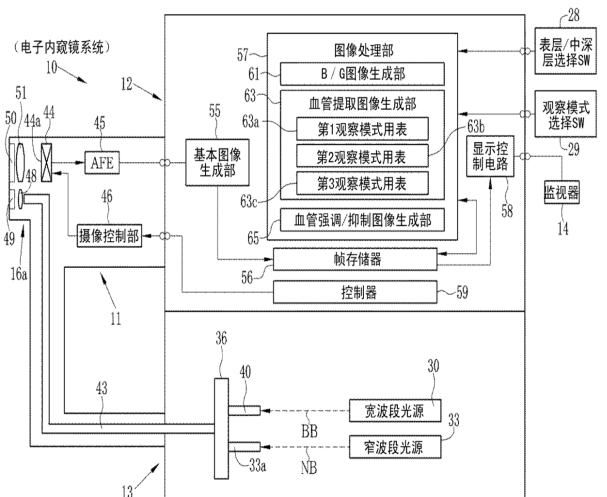 (电子内窥镜系统)
10
12
57
图像处理部
61
B/G图像生成部
63
血管提取图像生成部
63a
第1观察模式用表
63b
第2观察模式用表
第3观察模式用表
63c
65
血管强调/抑制图像生成部
28
表层/中深
层选择SW
观察模式
选择SW
29
显示控
制电路
58
监视器
14
50
51
44a
44
45
AFE
55
基本图像
生成部
48
49
46
摄像控制部
16a
11
56
帧存储器
控制器
59
36
40
30
宽波段光源
BB
33
窄波段光源
NB
33a
43
13